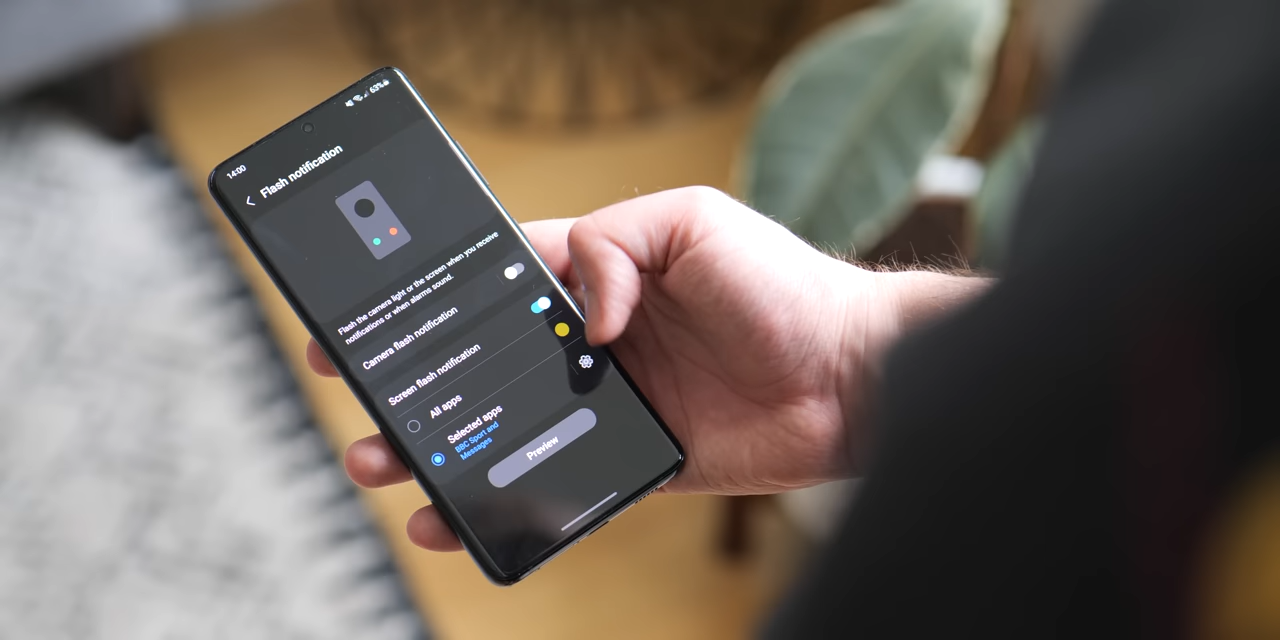 14:00
63%
Flash notification
Flash the camera light or the screen when you receive
notifications or when alarms sound.
Camera flash notification
Screen flash notification
All apps
Selected apps
BBC Sport and
Messages
Preview